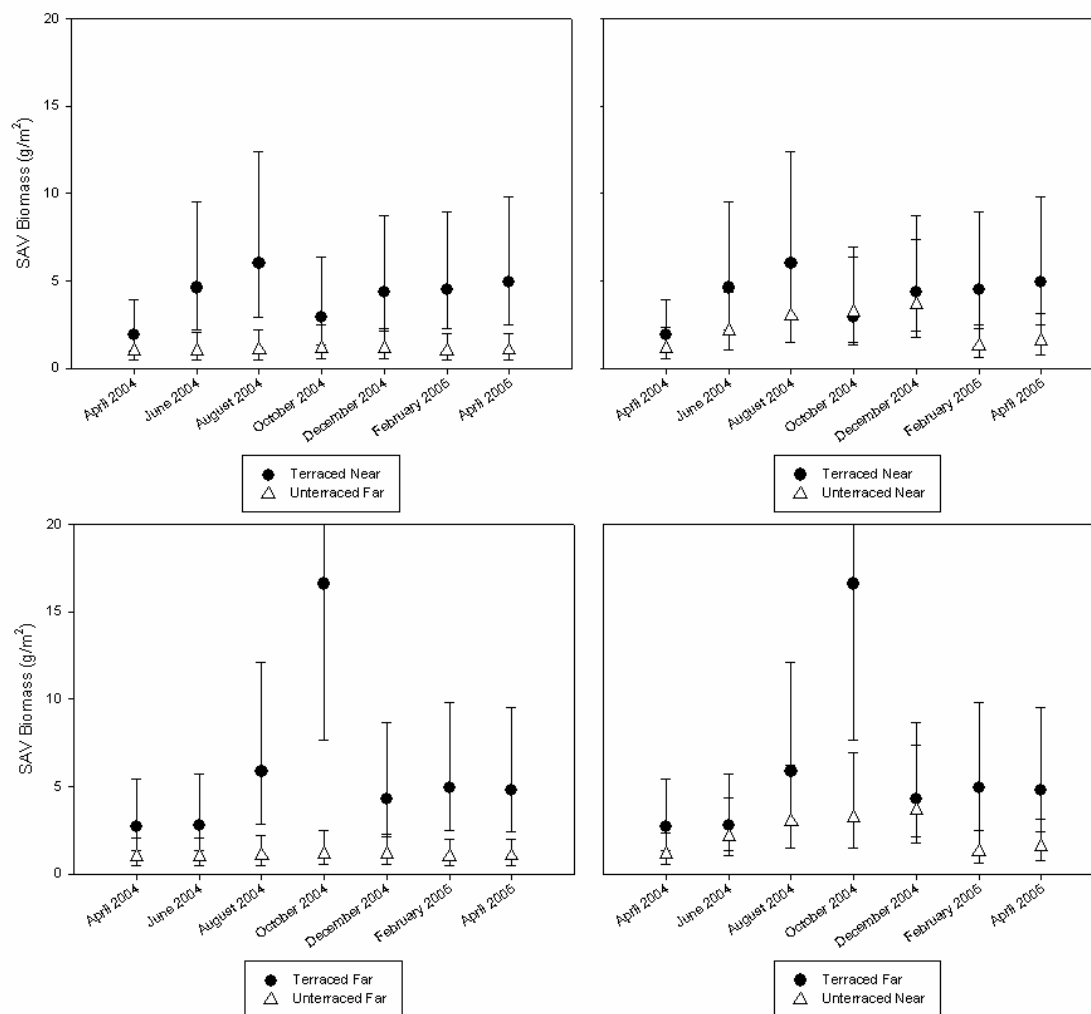 20
15
10
5
0
SAV Biomass (g/m²)
April 2004
June 2004
August 2004
October 2004
December 2004
February 2005
April 2005
Terraced Near
Unterraced Far
April 2004
June 2004
August 2004
October 2004
December 2004
February 2005
April 2005
Terraced Near
Unterraced Near
20
15
10
5
0
SAV Biomass (g/m²)
April 2004
June 2004
August 2004
October 2004
December 2004
February 2005
April 2005
Terraced Far
Unterraced Far
April 2004
June 2004
August 2004
October 2004
December 2004
February 2005
April 2005
Terraced Far
Unterraced Near